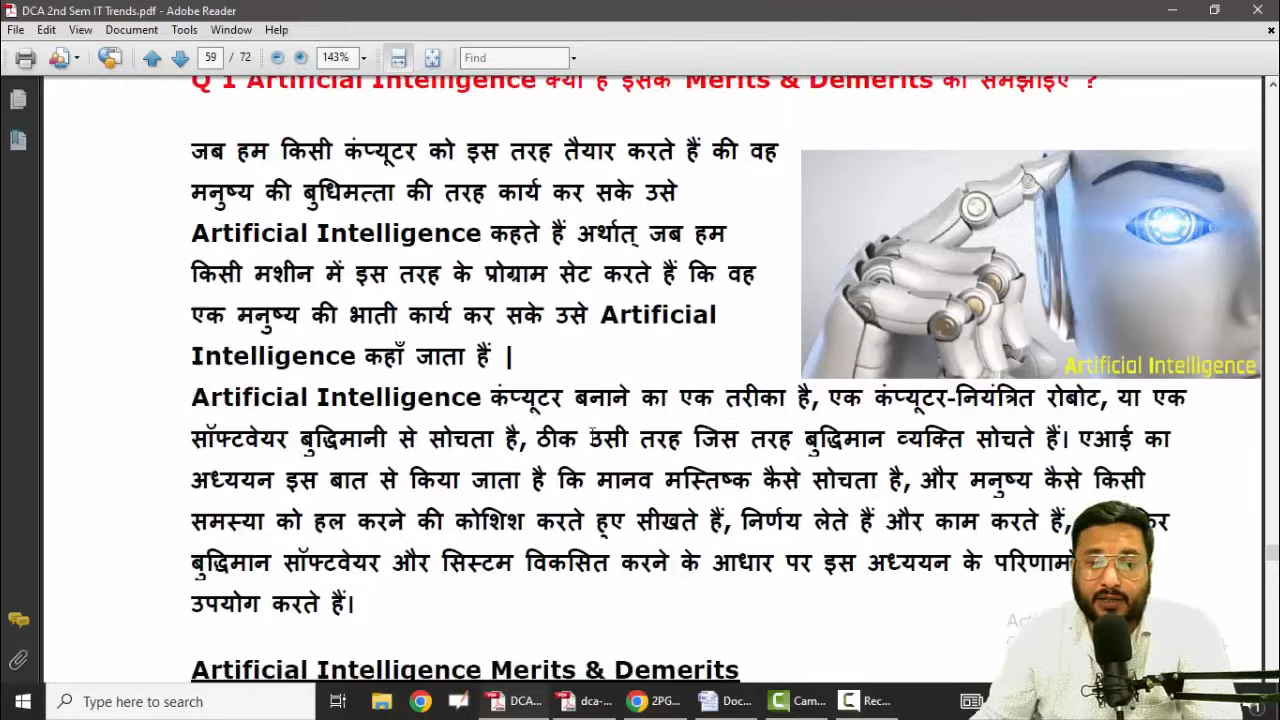 DCA 2nd Sem IT Trends.pdf - Adobe Reader
File Edit View Document Tools Window Help
59 / 72 143% Find
Q 1 Artificial Intelligence क्या है इसके Merits & Demerits को समझाइए ?
जब हम किसी कंप्यूटर को इस तरह तैयार करते हैं की वह
मनुष्य की बुधिमत्ता की तरह कार्य कर सके उसे
Artificial Intelligence कहते हैं अर्थात् जब हम
किसी मशीन में इस तरह के प्रोग्राम सेट करते हैं कि वह
एक मनुष्य की भाती कार्य कर सके उसे Artificial
Intelligence कहाँ जाता हैं |
Artificial Intelligence
Artificial Intelligence कंप्यूटर बनाने का एक तरीका है, एक कंप्यूटर-नियंत्रित रोबोट, या एक
सॉफ्टवेयर बुद्धिमानी से सोचता है, ठीक उसी तरह जिस तरह बुद्धिमान व्यक्ति सोचते हैं। एआई का
अध्ययन इस बात से किया जाता है कि मानव मस्तिष्क कैसे सोचता है, और मनुष्य कैसे किसी
समस्या को हल करने की कोशिश करते हूए सीखते हैं, निर्णय लेते हैं और काम करते हैं,
बुद्धिमान सॉफ्टवेयर और सिस्टम विकसित करने के आधार पर इस अध्ययन के
उपयोग करते हैं।
Artificial Intelligence Merits & Demerits
Type here to search DCA... dca-... 2PG... Doc... Cam... Rec...